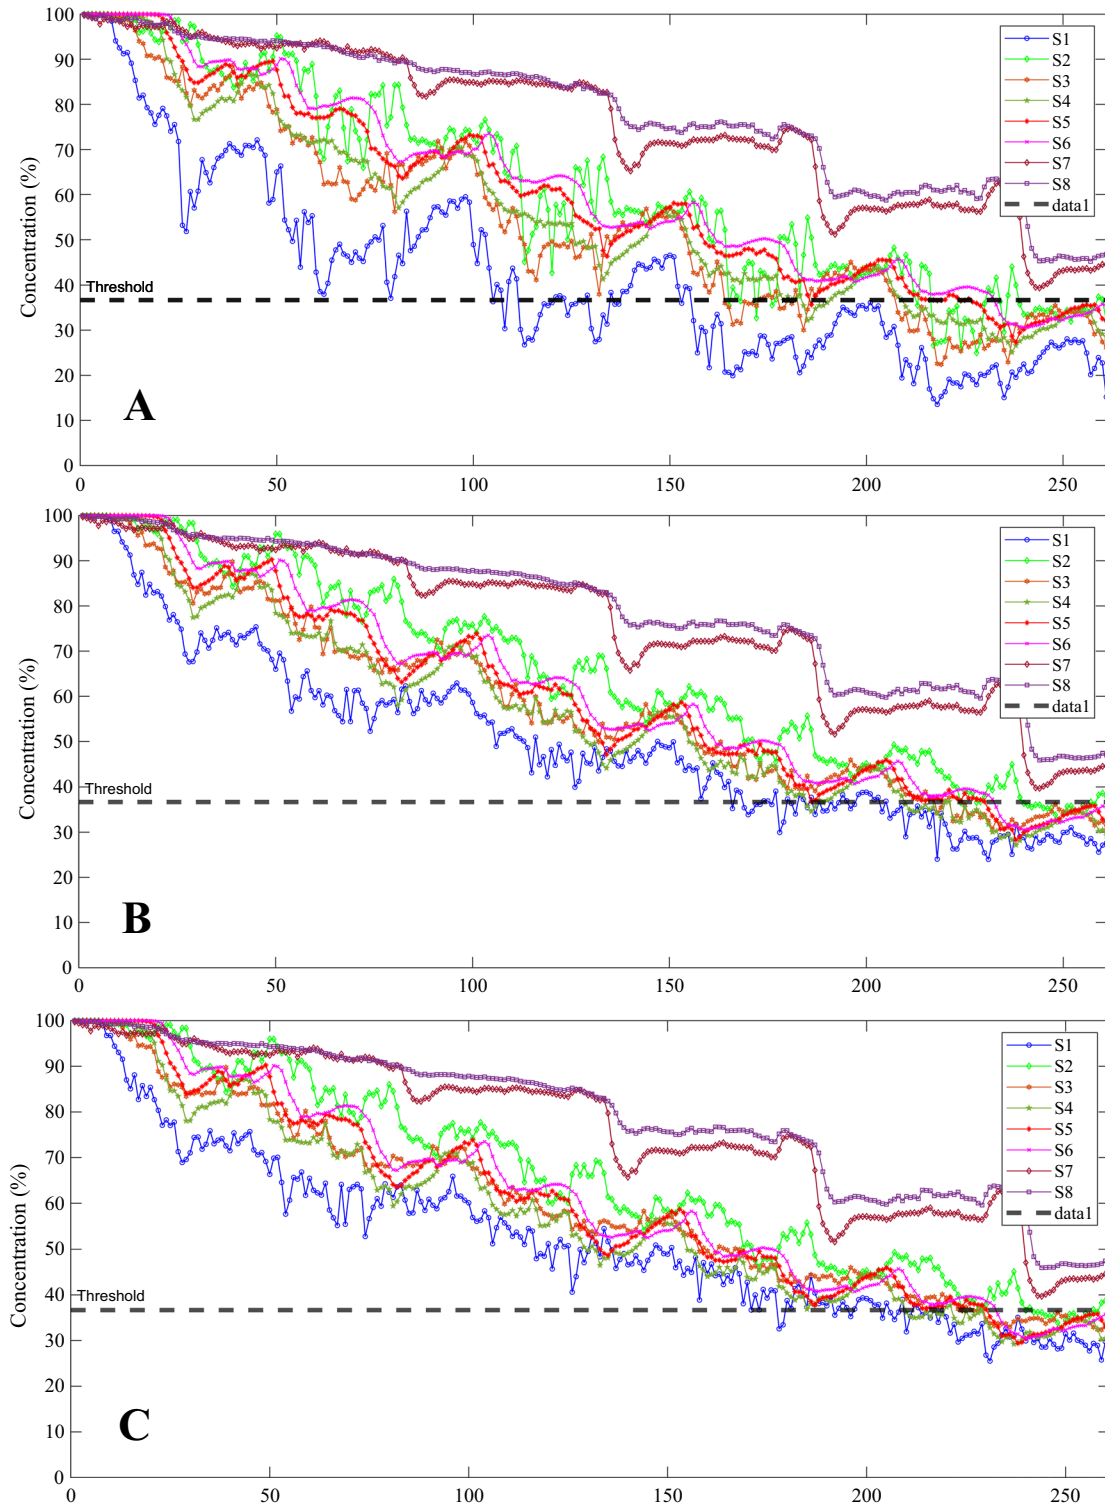 100
90
80
70
60
50
40
30
20
10
0
Concentration (%)
Threshold
A
S1
S2
S3
S4
S5
S6
S7
S8
data1
0 50 100 150 200 250
100
90
80
70
60
50
40
30
20
10
0
Concentration (%)
Threshold
B
S1
S2
S3
S4
S5
S6
S7
S8
data1
0 50 100 150 200 250
100
90
80
70
60
50
40
30
20
10
0
Concentration (%)
Threshold
C
S1
S2
S3
S4
S5
S6
S7
S8
data1
0 50 100 150 200 250